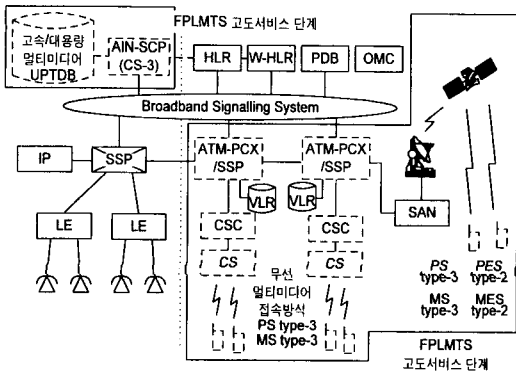 FPLMTS 고도서비스 단계
고속/대용량
멀티미디어
UPTDB
AIN-SCP
(CS-3)
HLR
W-HLR
PDB
OMC
Broadband Signalling System
IP
SSP
ATM-PCX
/SSP
ATM-PCX
/SSP
VLR
VLR
LE
LE
CSC
CSC
SAN
CS
CS
무선
멀티미디어
접속방식
PS type-3
MS type-3
PS
type-3
PES
type-2
MS
type-3
MES
type-2
FPLMTS
고도서비스 단계